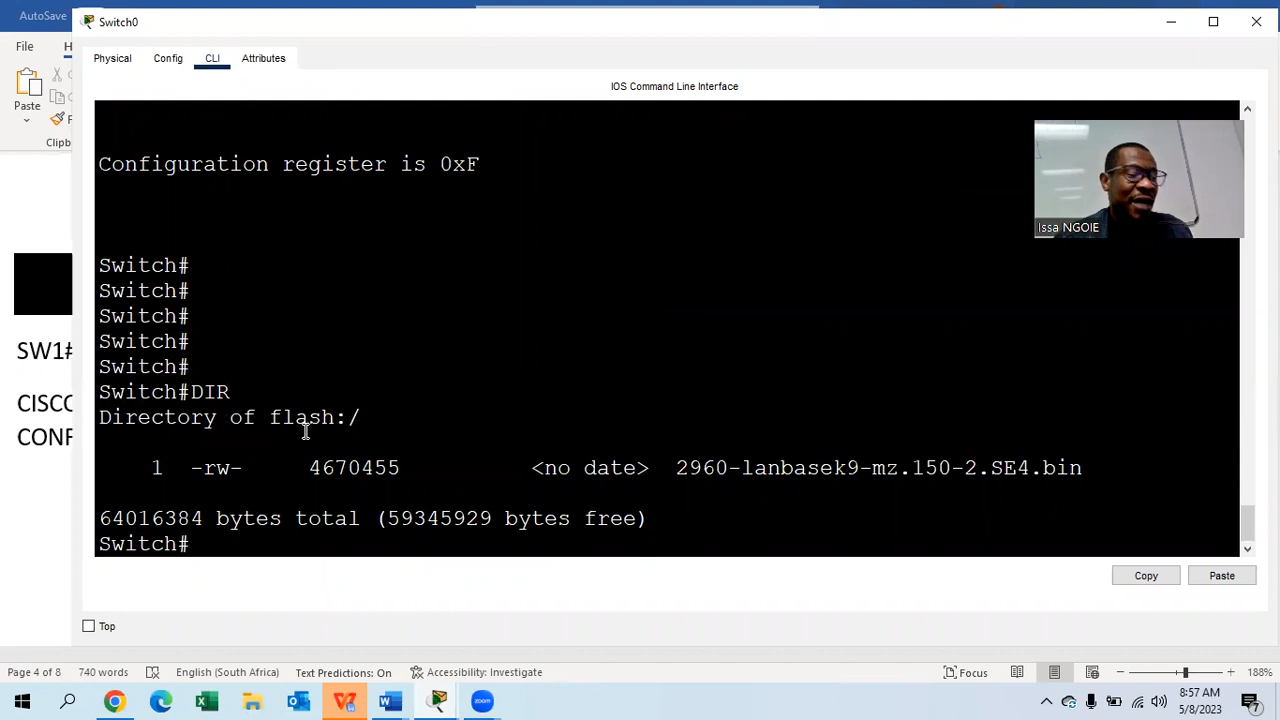 AutoSave
Switch0
File
H
Physical
Config
CLI
Attributes
IOS Command Line Interface
Paste
Clipb
Configuration register is 0xF
Issa NGOIE
Switch#
Switch#
Switch#
Switch#
Switch#
Switch#DIR
Directory of flash:/
1 -rw- 4670455 <no date> 2960-lanbasek9-mz.150-2.SE4.bin
64016384 bytes total (59345929 bytes free)
Switch#
SW1#
CISCO
CONF
Copy
Paste
Top
Page 4 of 8
740 words
English (South Africa)
Text Predictions: On
Accessibility: Investigate
Focus
188%
zoom
8:57 AM
5/8/2023
7